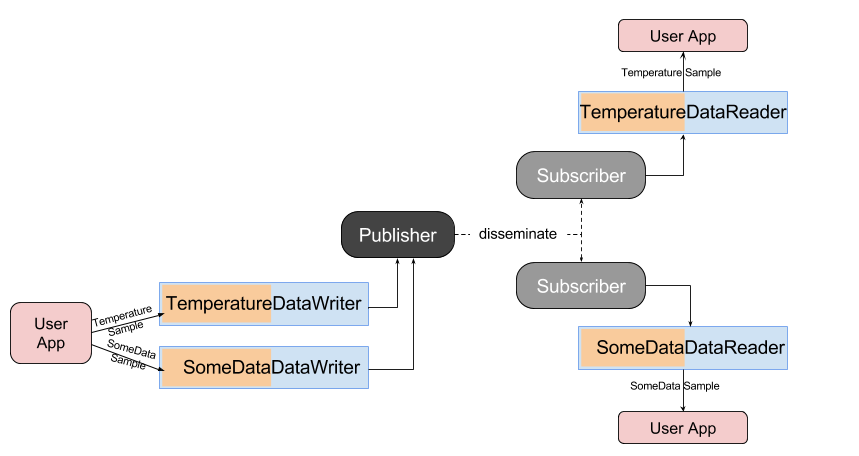 User App
Temperature Sample
TemperatureDataReader
Subscriber
Publisher
disseminate
Subscriber
TemperatureDataWriter
User
App
Temperature
Sample
SomeData
Sample
SomeDataDataWriter
SomeDataDataReader
SomeData Sample
User App